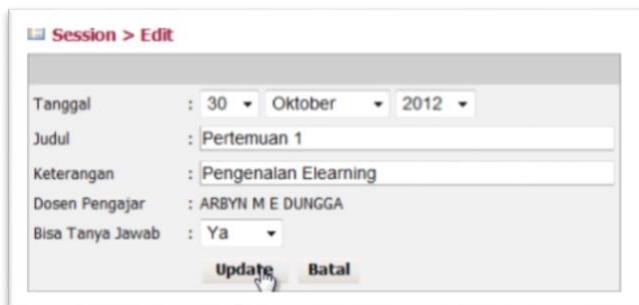 Session > Edit
Tanggal : 30 Oktober 2012
Judul : Pertemuan 1
Keterangan : Pengenalan Elearning
Dosen Pengajar : ARBYN M E DUNGGA
Bisa Tanya Jawab : Ya
Update Batal